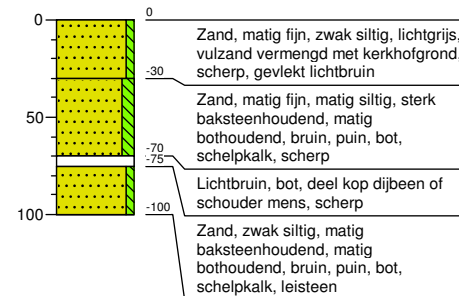 0
0
Zand, matig fijn, zwak siltig, lichtgrijs,
vulzand vermengd met kerkhofgrond,
scherp, gevlekt lichtbruin
-30
Zand, matig fijn, matig siltig, sterk
baksteenhoudend, matig
bothoudend, bruin, puin, bot,
schelpkalk, scherp
50
-70
-75
Lichtbruin, bot, deel kop dijbeen of
schouder mens, scherp
100
-100
Zand, zwak siltig, matig
baksteenhoudend, matig
bothoudend, bruin, puin, bot,
schelpkalk, leisteen